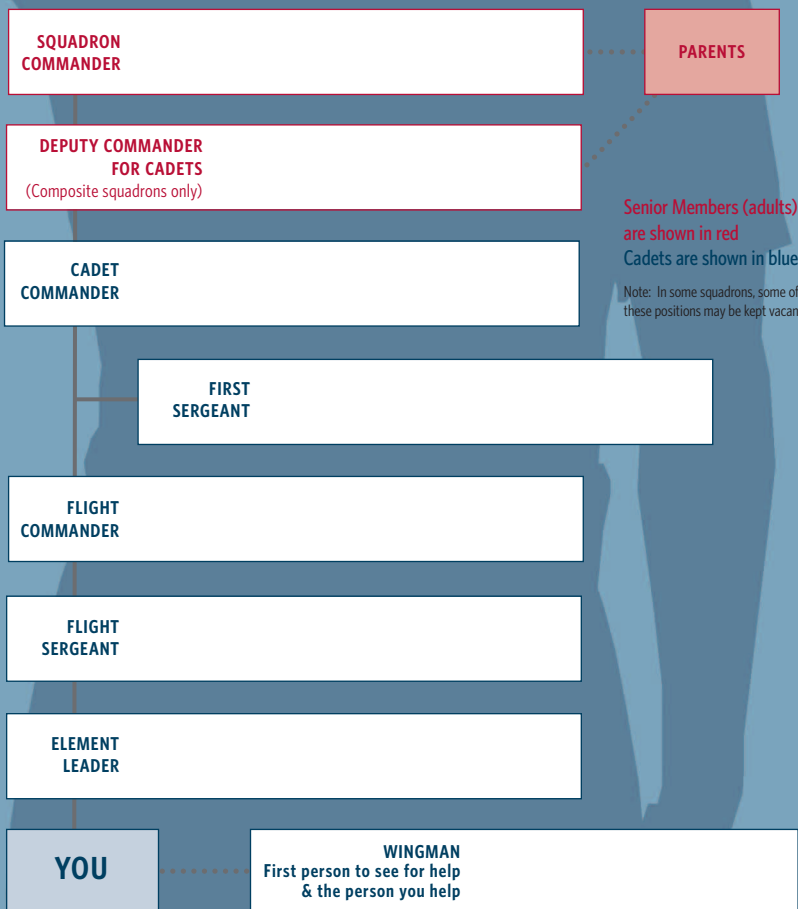 SQUADRON
COMMANDER
PARENTS
DEPUTY COMMANDER
FOR CADETS
(Composite squadrons only)
Senior Members (adults)
are shown in red
Cadets are shown in blue
Note: In some squadrons, some of
these positions may be kept vacan
CADET
COMMANDER
FIRST
SERGEANT
FLIGHT
COMMANDER
FLIGHT
SERGEANT
ELEMENT
LEADER
YOU
WINGMAN
First person to see for help
& the person you help